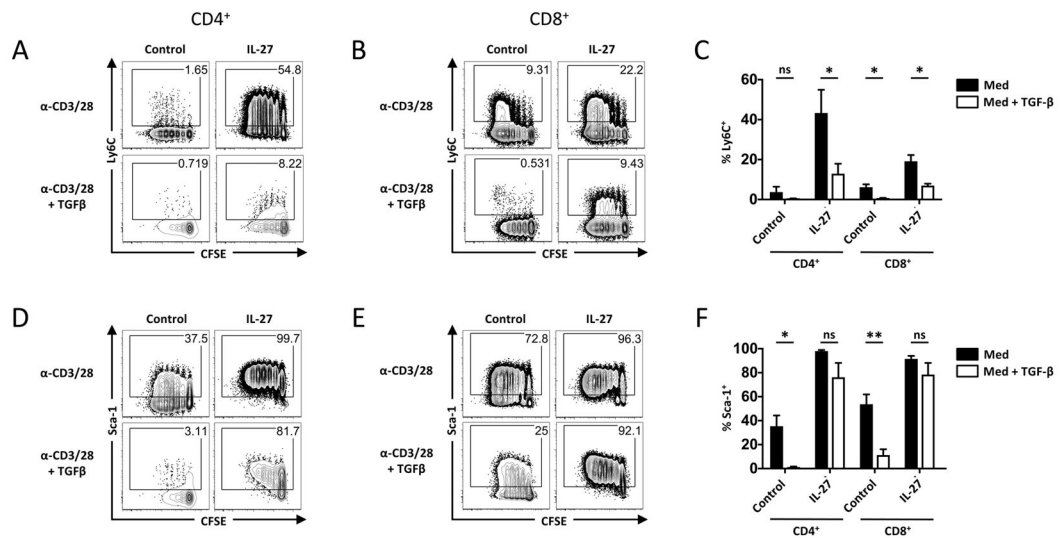 CD4⁺
CD8⁺
A
Control
IL-27
α-CD3/28
1.65
54.8
α-CD3/28
+ TGFβ
0.719
8.22
Ly6C
CFSE
B
Control
IL-27
α-CD3/28
9.31
22.2
α-CD3/28
+ TGFβ
0.531
9.43
Ly6C
CFSE
C
% Ly6C⁺
60
40
20
0
ns
*
*
*
Med
Med + TGF-β
Control
IL-27
Control
IL-27
CD4⁺
CD8⁺
D
Control
IL-27
α-CD3/28
37.5
99.7
α-CD3/28
+ TGFβ
3.11
81.7
Sca-1
CFSE
E
Control
IL-27
α-CD3/28
72.8
96.3
α-CD3/28
+ TGFβ
25
92.1
Sca-1
CFSE
F
% Sca-1⁺
100
80
60
40
20
0
*
ns
**
ns
Med
Med + TGF-β
Control
IL-27
Control
IL-27
CD4⁺
CD8⁺